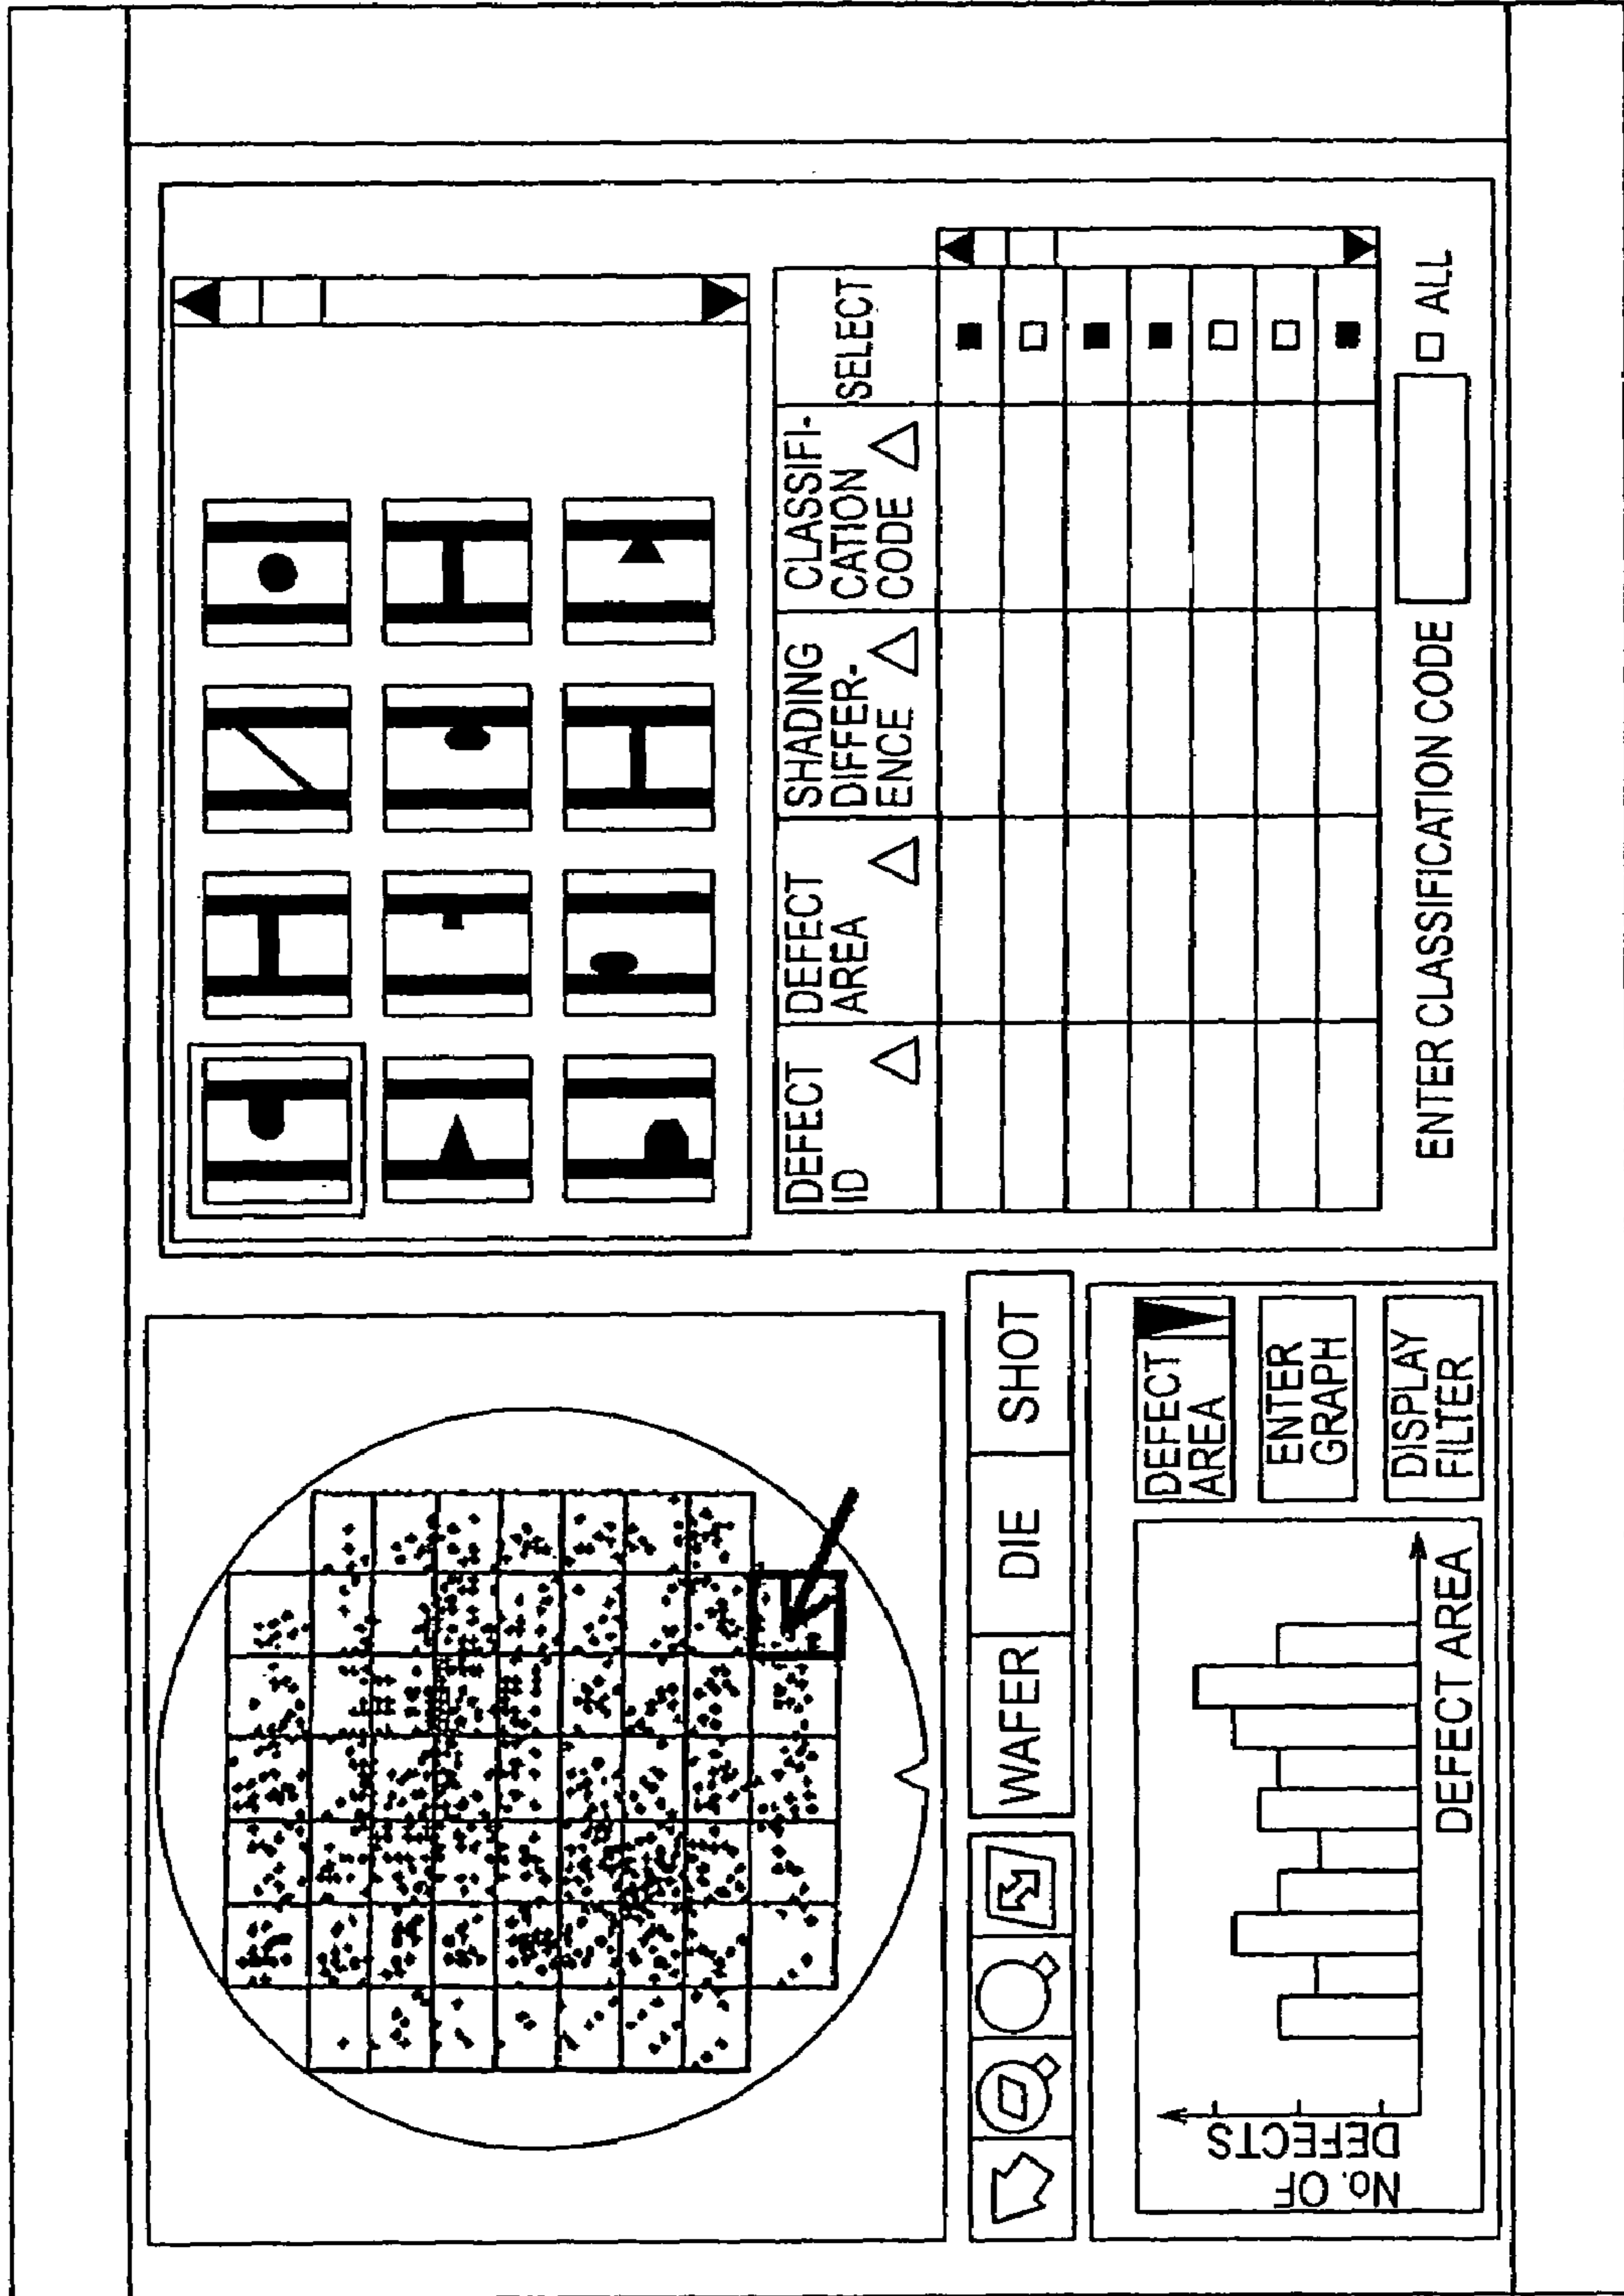 WAFER
DIE
SHOT
No. OF
DEFECTS
DEFECT AREA
DEFECT
AREA
ENTER
GRAPH
DISPLAY
FILTER
DEFECT
ID
DEFECT
AREA
SHADING
DIFFER-
ENCE
CLASSIFI-
CATION
CODE
SELECT
ENTER CLASSIFICATION CODE
ALL